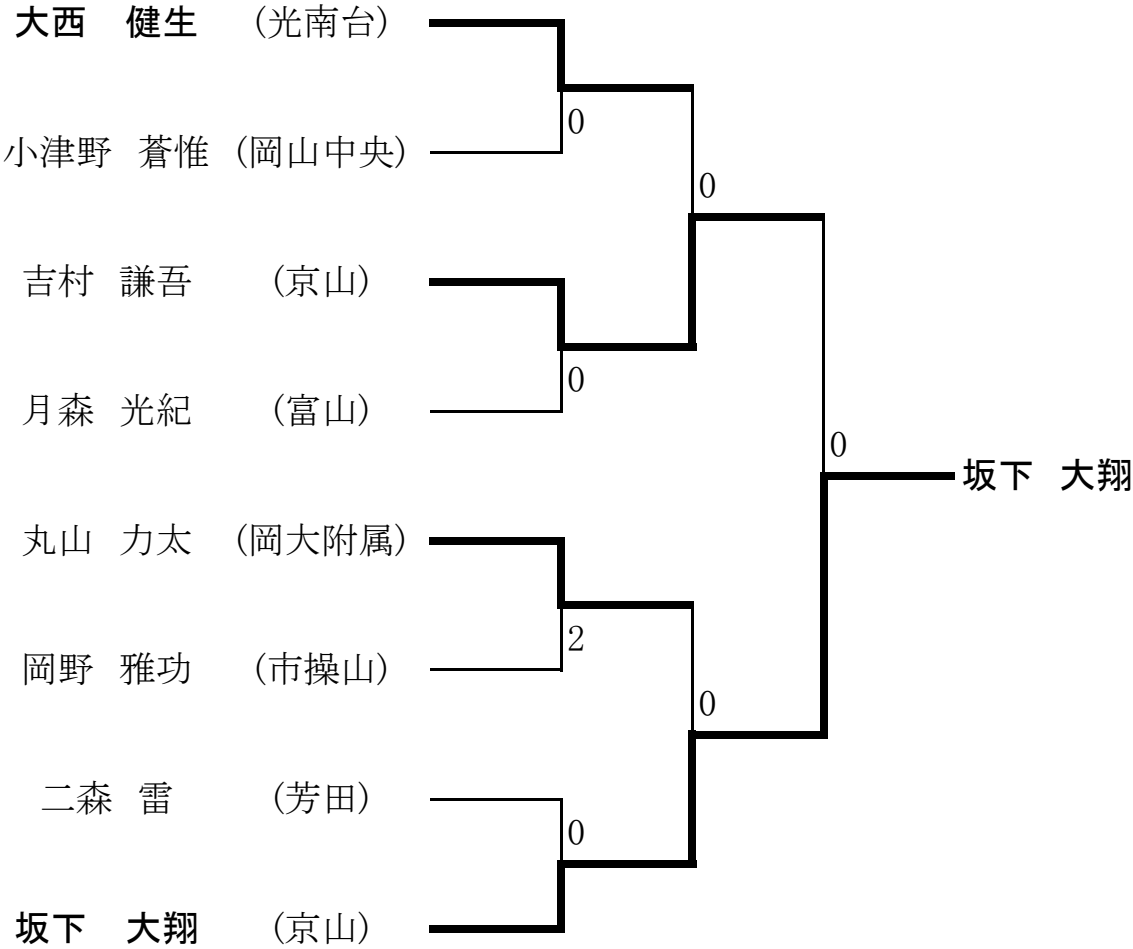 大西　健生　(光南台)
0
小津野　蒼惟　(岡山中央)
0
吉村　謙吾　(京山)
0
月森　光紀　(富山)
0
坂下　大翔
丸山　力太　(岡大附属)
2
岡野　雅功　(市操山)
0
二森　雷　(芳田)
0
坂下　大翔　(京山)